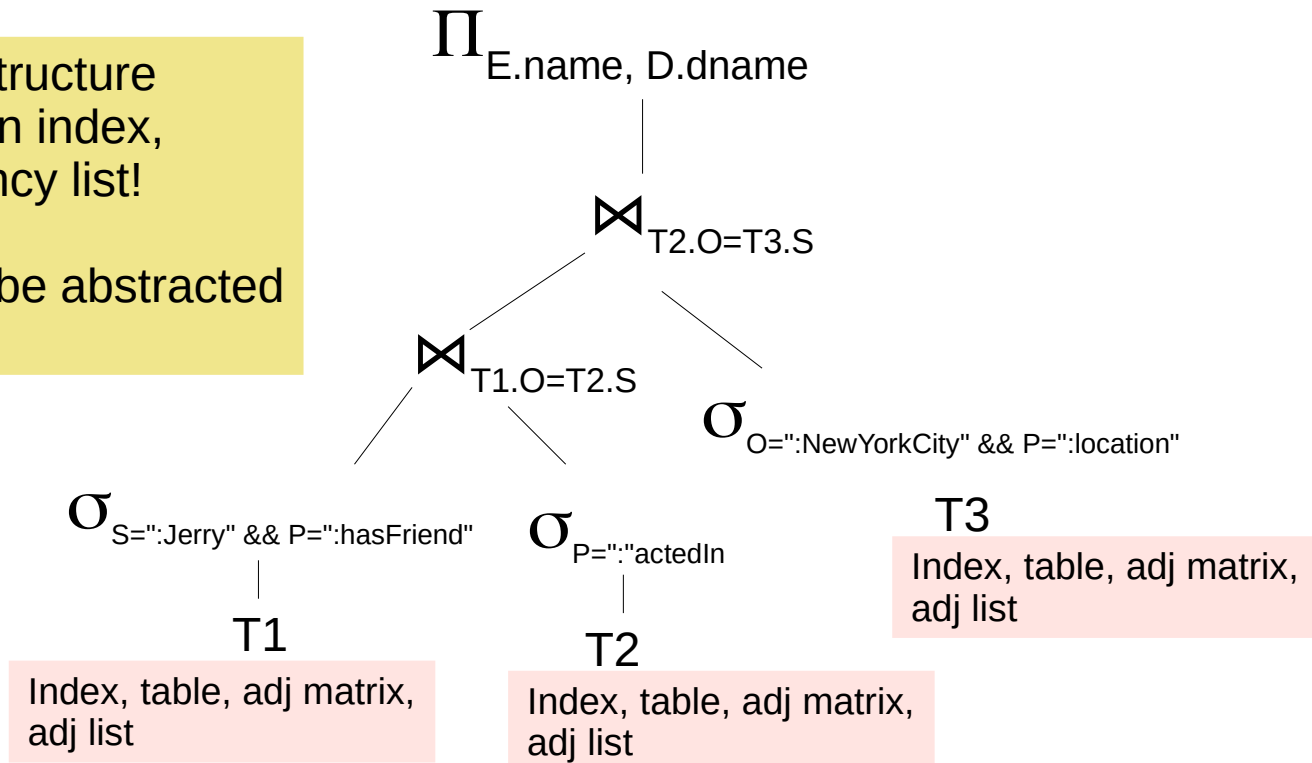 Π E.name, D.dname
tructure
n index,
ncy list!
be abstracted
⋈ T2.O=T3.S
⋈ T1.O=T2.S
σ O=":NewYorkCity" && P=":location"
σ S=":Jerry" && P=":hasFriend"
σ P=":"actedIn
T3
Index, table, adj matrix,
adj list
T1
Index, table, adj matrix,
adj list
T2
Index, table, adj matrix,
adj list